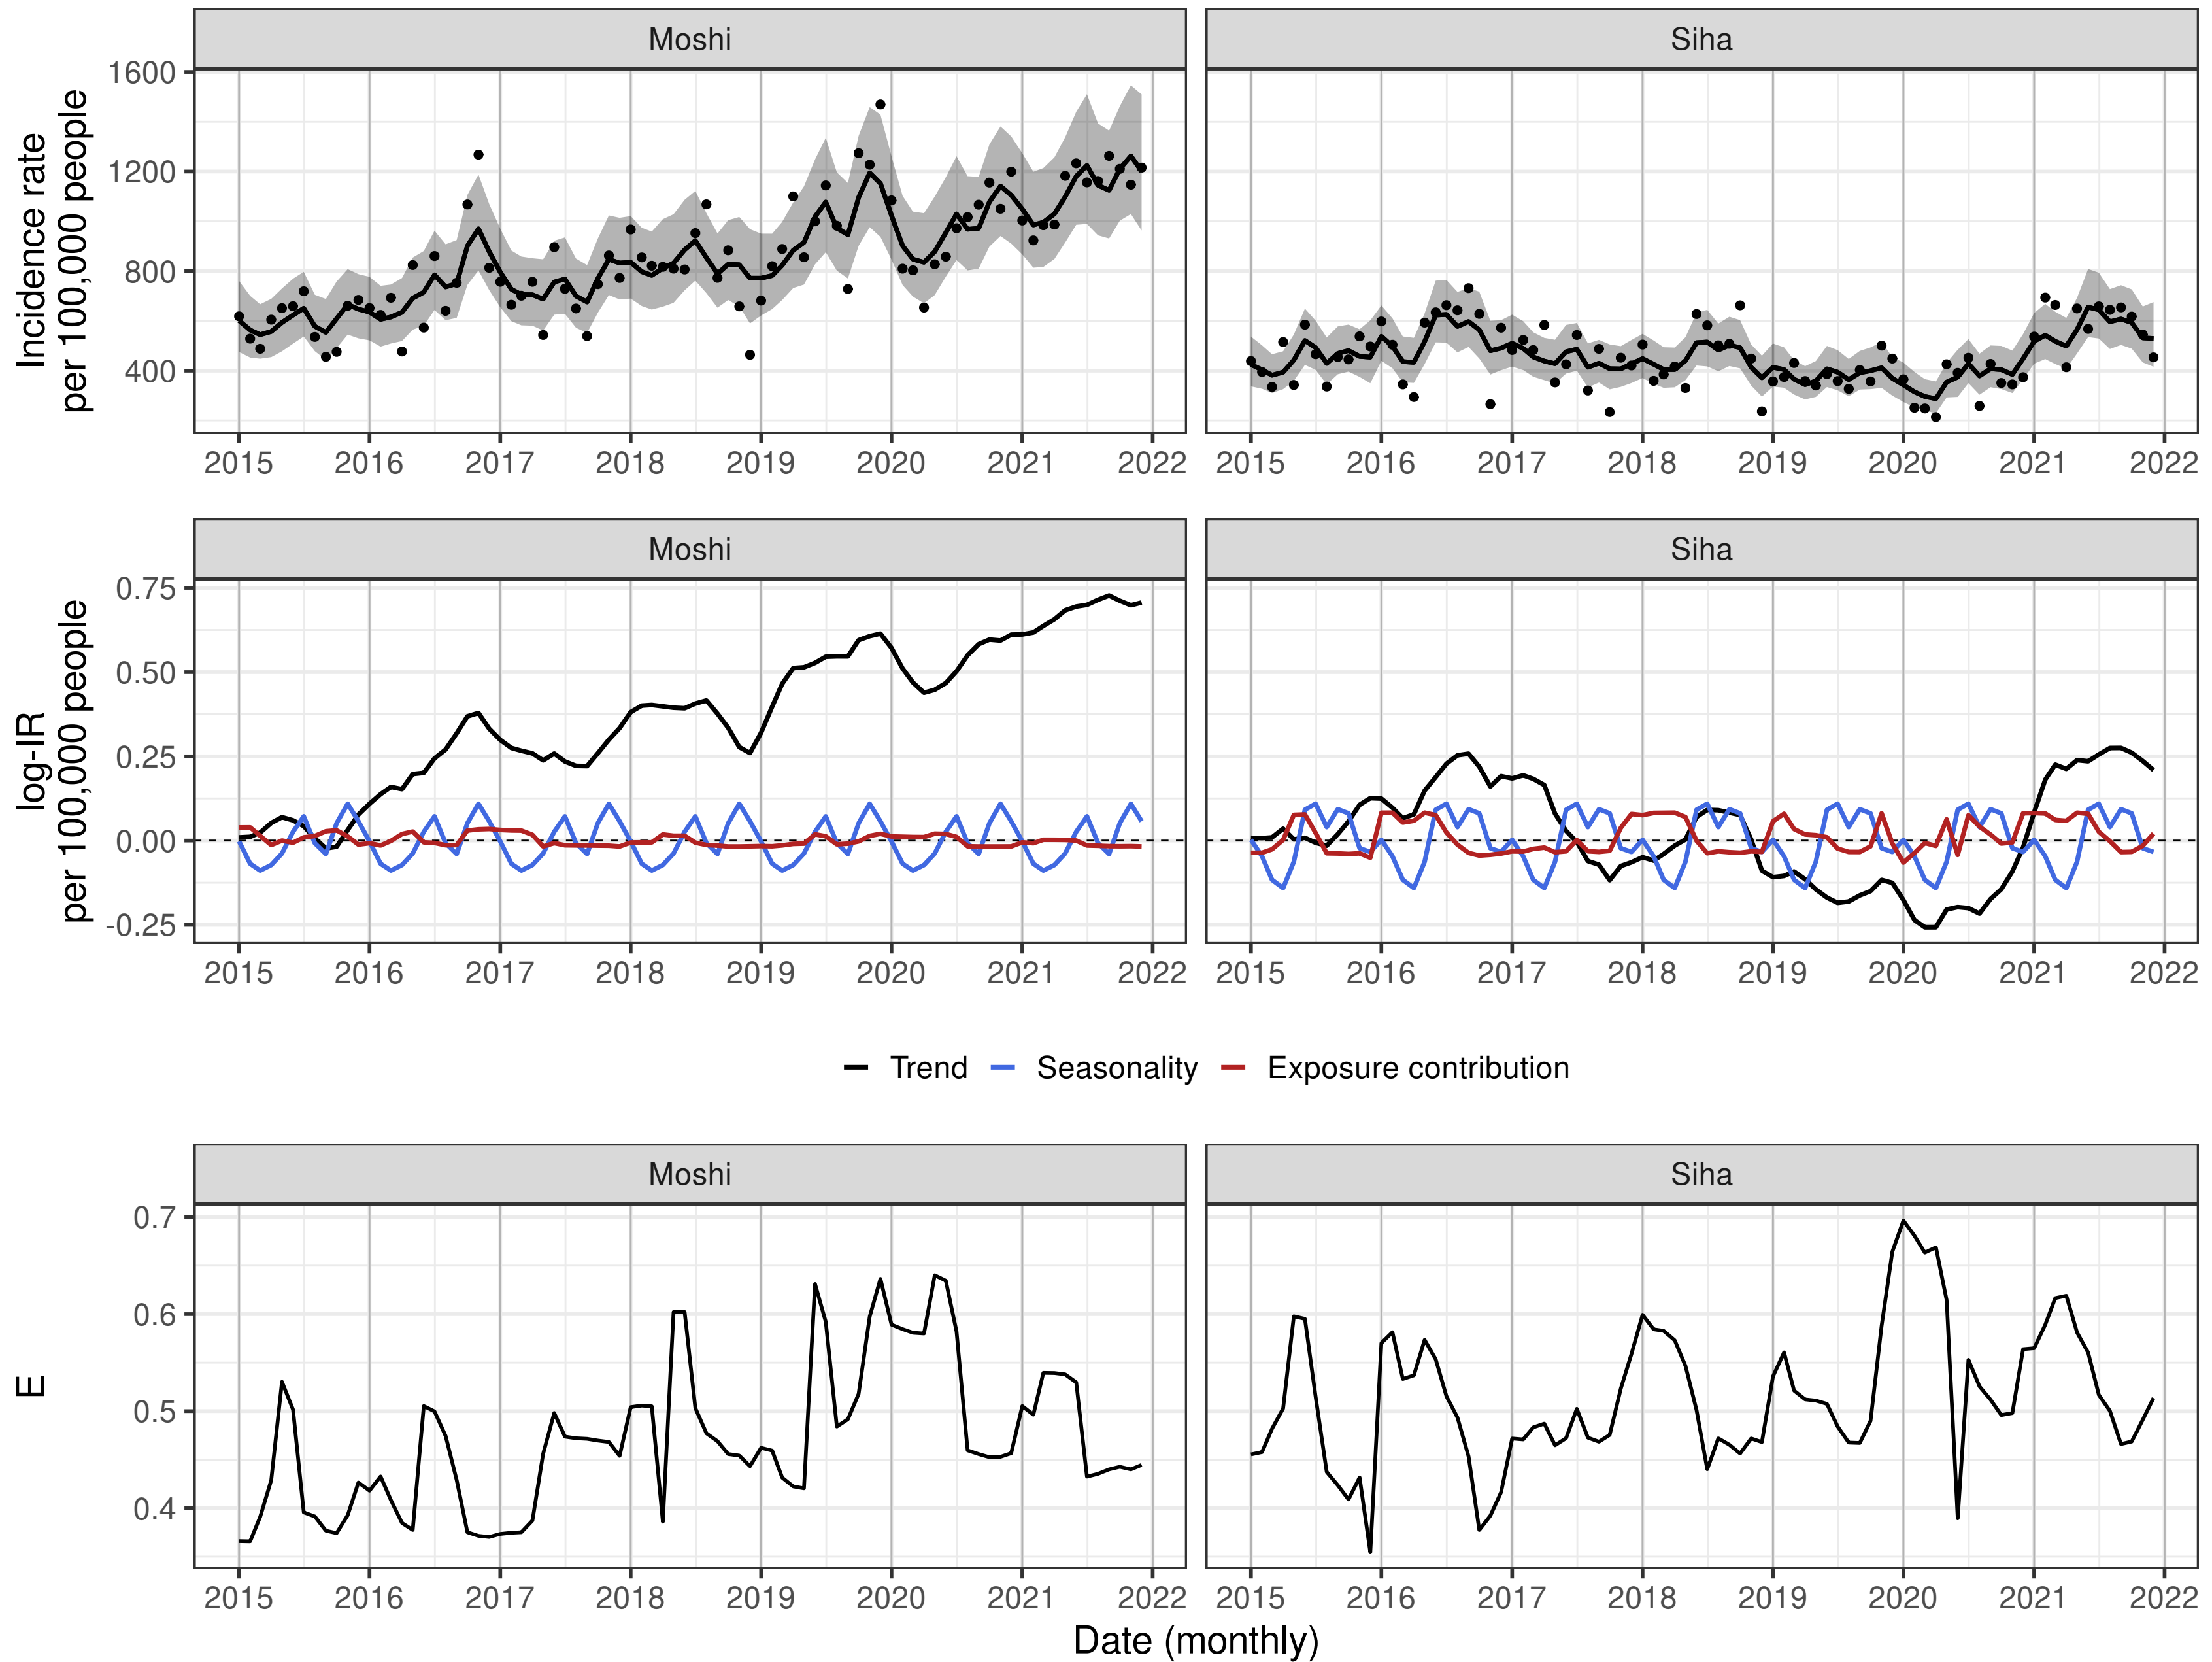 Moshi Siha
Incidence rate
per 100,000 people
1600
1200
800
400
2015 2016 2017 2018 2019 2020 2021 2022 2015 2016 2017 2018 2019 2020 2021 2022
Moshi Siha
log-IR
per 100,000 people
0.75
0.50
0.25
0.00
-0.25
2015 2016 2017 2018 2019 2020 2021 2022 2015 2016 2017 2018 2019 2020 2021 2022
Trend Seasonality Exposure contribution
Moshi Siha
E
0.7
0.6
0.5
0.4
2015 2016 2017 2018 2019 2020 2021 2022 2015 2016 2017 2018 2019 2020 2021 2022
Date (monthly)